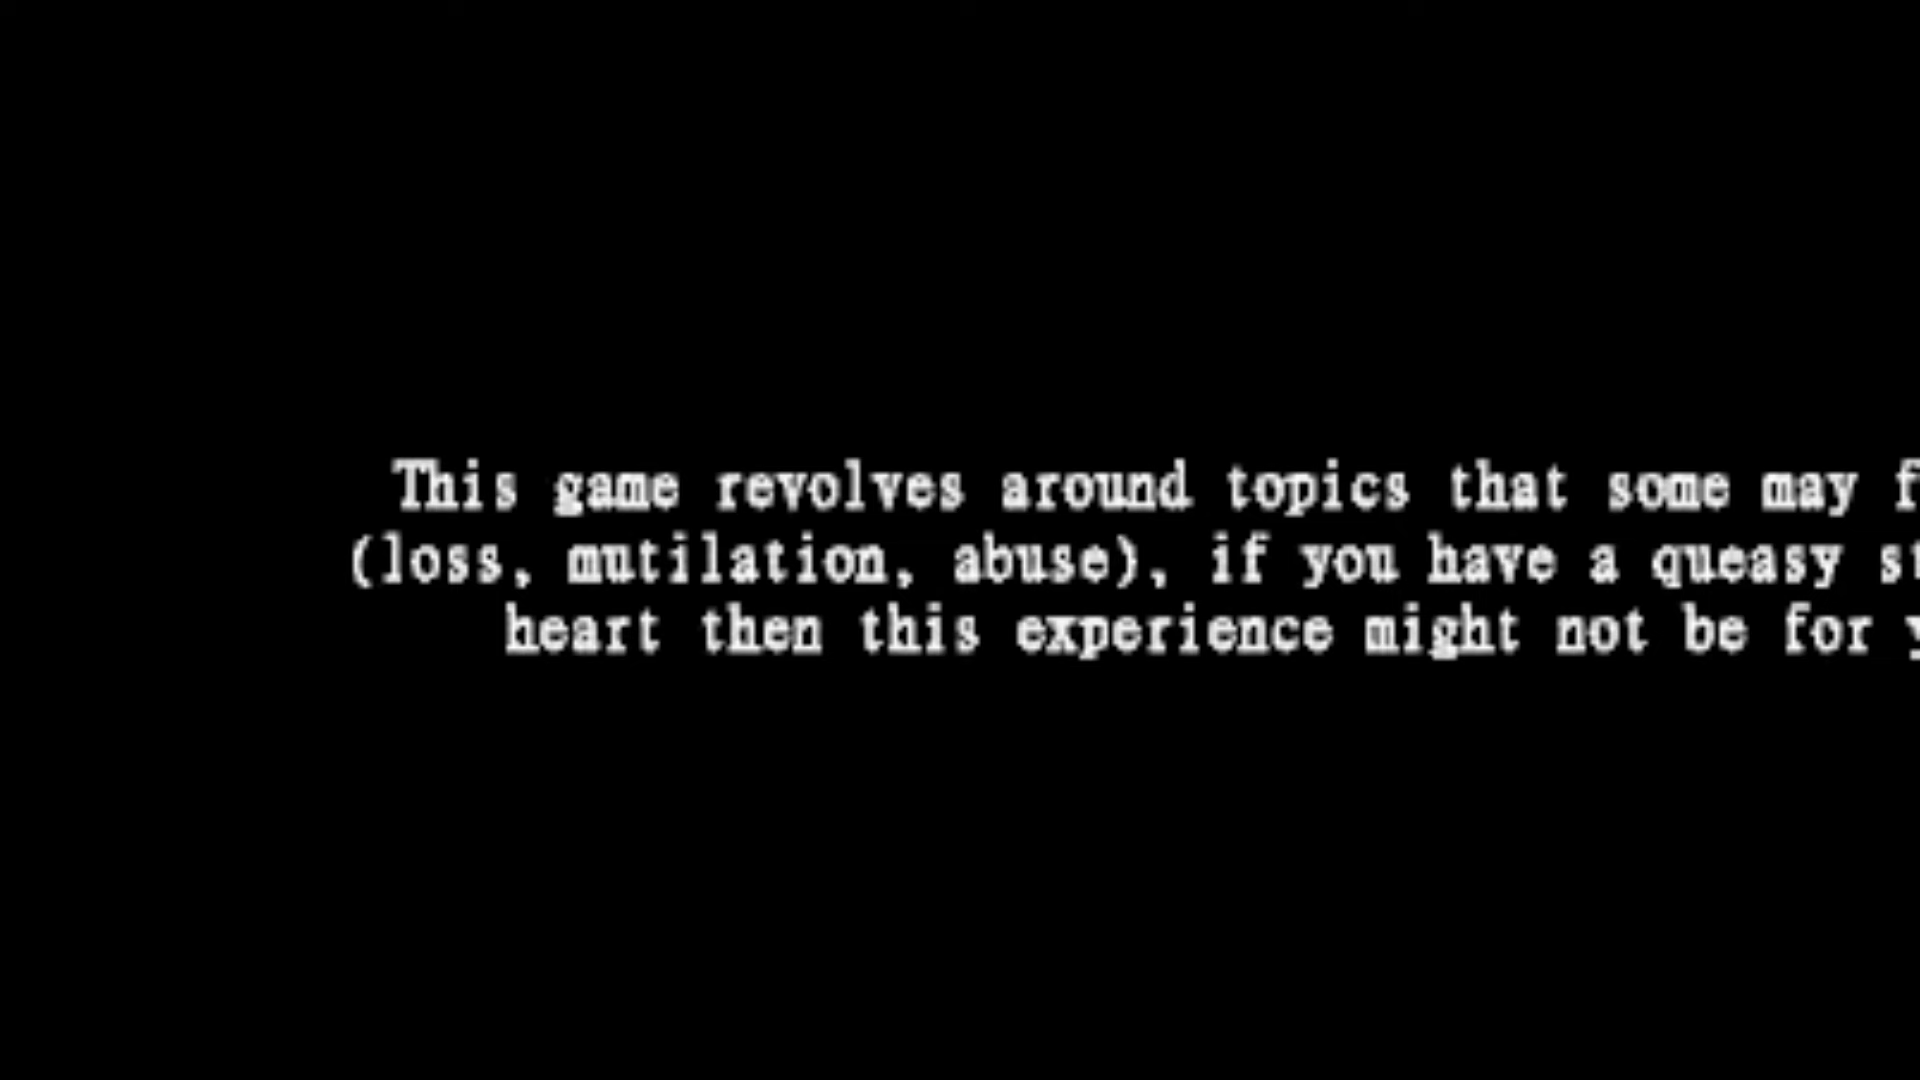 This game revolves around topics that some may f
(loss, mutilation, abuse), if you have a queasy st
heart then this experience might not be for y